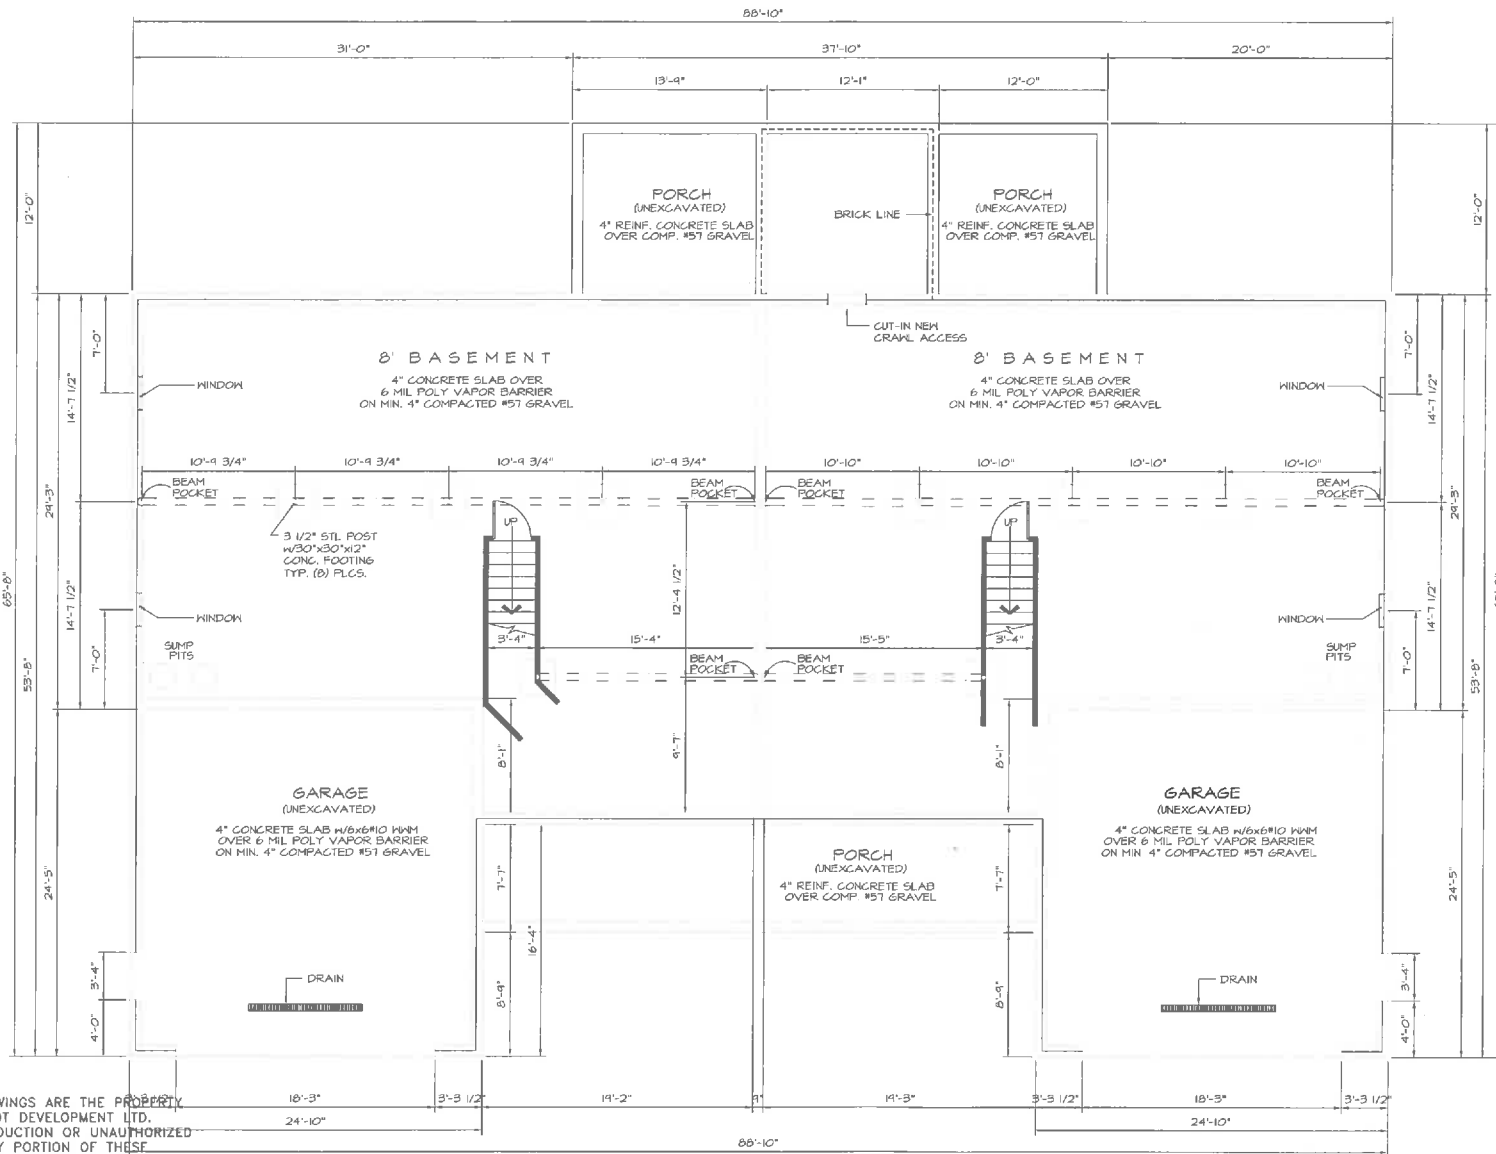 88'-10"
31'-0"
37'-10"
20'-0"
13'-9"
12'-1"
12'-0"
12'-0"
12'-0"
PORCH
(UNEXCAVATED)
4" REINF. CONCRETE SLAB
OVER COMP. #57 GRAVEL
BRICK LINE
PORCH
(UNEXCAVATED)
4" REINF. CONCRETE SLAB
OVER COMP. #57 GRAVEL
CUT-IN NEW
CRAWL ACCESS
7'-0"
7'-0"
8' BASEMENT
4" CONCRETE SLAB OVER
6 MIL POLY VAPOR BARRIER
ON MIN. 4" COMPACTED #57 GRAVEL
8' BASEMENT
4" CONCRETE SLAB OVER
6 MIL POLY VAPOR BARRIER
ON MIN. 4" COMPACTED #57 GRAVEL
WINDOW
WINDOW
14'-7 1/2"
14'-7 1/2"
10'-9 3/4"
10'-9 3/4"
10'-9 3/4"
10'-9 3/4"
10'-10"
10'-10"
10'-10"
10'-10"
BEAM
POCKET
BEAM
POCKET
BEAM
POCKET
BEAM
POCKET
29'-3"
29'-3"
3 1/2" STL POST
w/30"x30"x12"
CONC. FOOTING
TYP. (8) PLCS.
UP
UP
65'-8"
14'-7 1/2"
14'-7 1/2"
12'-4 1/2"
WINDOW
WINDOW
SUMP
PITS
SUMP
PITS
3'-4"
15'-4"
15'-5"
3'-4"
7'-0"
7'-0"
BEAM
POCKET
BEAM
POCKET
53'-8"
53'-8"
8'-1"
9'-7"
8'-1"
GARAGE
(UNEXCAVATED)
4" CONCRETE SLAB w/6x6#10 WWM
OVER 6 MIL POLY VAPOR BARRIER
ON MIN. 4" COMPACTED #57 GRAVEL
GARAGE
(UNEXCAVATED)
4" CONCRETE SLAB w/6x6#10 WWM
OVER 6 MIL POLY VAPOR BARRIER
ON MIN. 4" COMPACTED #57 GRAVEL
PORCH
(UNEXCAVATED)
4" REINF. CONCRETE SLAB
OVER COMP. #57 GRAVEL
24'-5"
24'-5"
7'-7"
7'-7"
16'-4"
3'-4"
3'-4"
DRAIN
DRAIN
8'-9"
8'-9"
4'-0"
4'-0"
3'-3 1/2"
18'-3"
3'-3 1/2"
19'-2"
9"
19'-3"
3'-3 1/2"
18'-3"
3'-3 1/2"
24'-10"
24'-10"
88'-10"
WINGS ARE THE PROPERTY
OT DEVELOPMENT LTD.
DUCTION OR UNAUTHORIZED
Y PORTION OF THESE